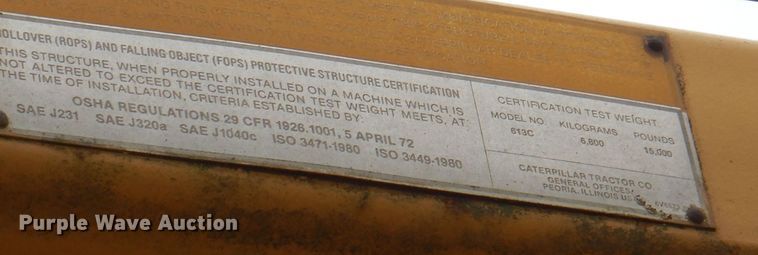 ROLLOVER (ROPS) AND FALLING OBJECT (FOPS) PROTECTIVE STRUCTURE CERTIFICATION
THIS STRUCTURE, WHEN PROPERLY INSTALLED ON A MACHINE WHICH IS
NOT ALTERED TO EXCEED THE CERTIFICATION TEST WEIGHT MEETS, AT
THE TIME OF INSTALLATION, CRITERIA ESTABLISHED BY:
OSHA REGULATIONS 29 CFR 1926.1001, 5 APRIL 72
SAE J231 SAE J320a SAE J1040c ISO 3471-1980 ISO 3449-1980
CERTIFICATION TEST WEIGHT
MODEL NO KILOGRAMS POUNDS
613C 6,800 15,000
CATERPILLAR TRACTOR CO.
GENERAL OFFICES
PEORIA, ILLINOIS
Purple Wave Auction